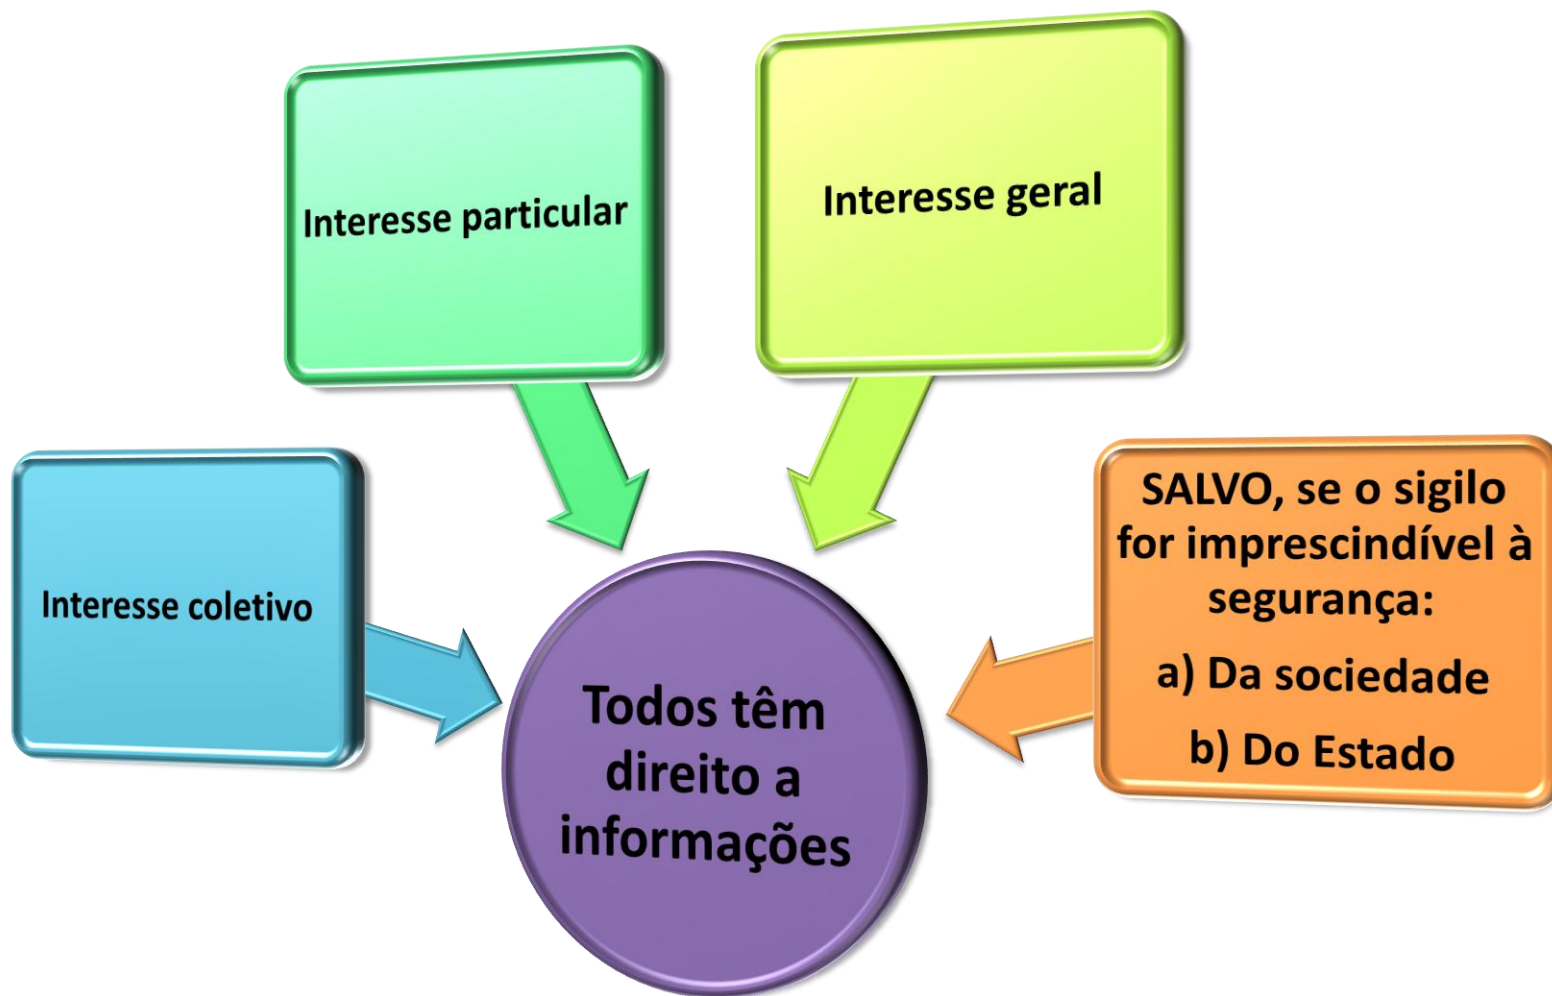 Interesse particular
Interesse geral
Interesse coletivo
SALVO, se o sigilo
for imprescindível à
segurança:
a) Da sociedade
b) Do Estado
Todos têm
direito a
informações